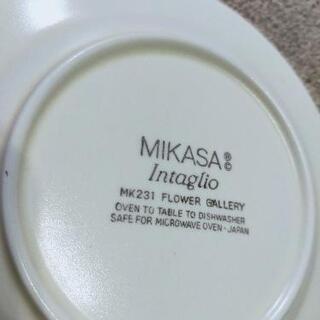 MIKASA®©
Intaglio
MK231 FLOWER GALLERY
OVEN TO TABLE TO DISHWASHER
SAFE FOR MICROWAVE OVEN·JAPAN